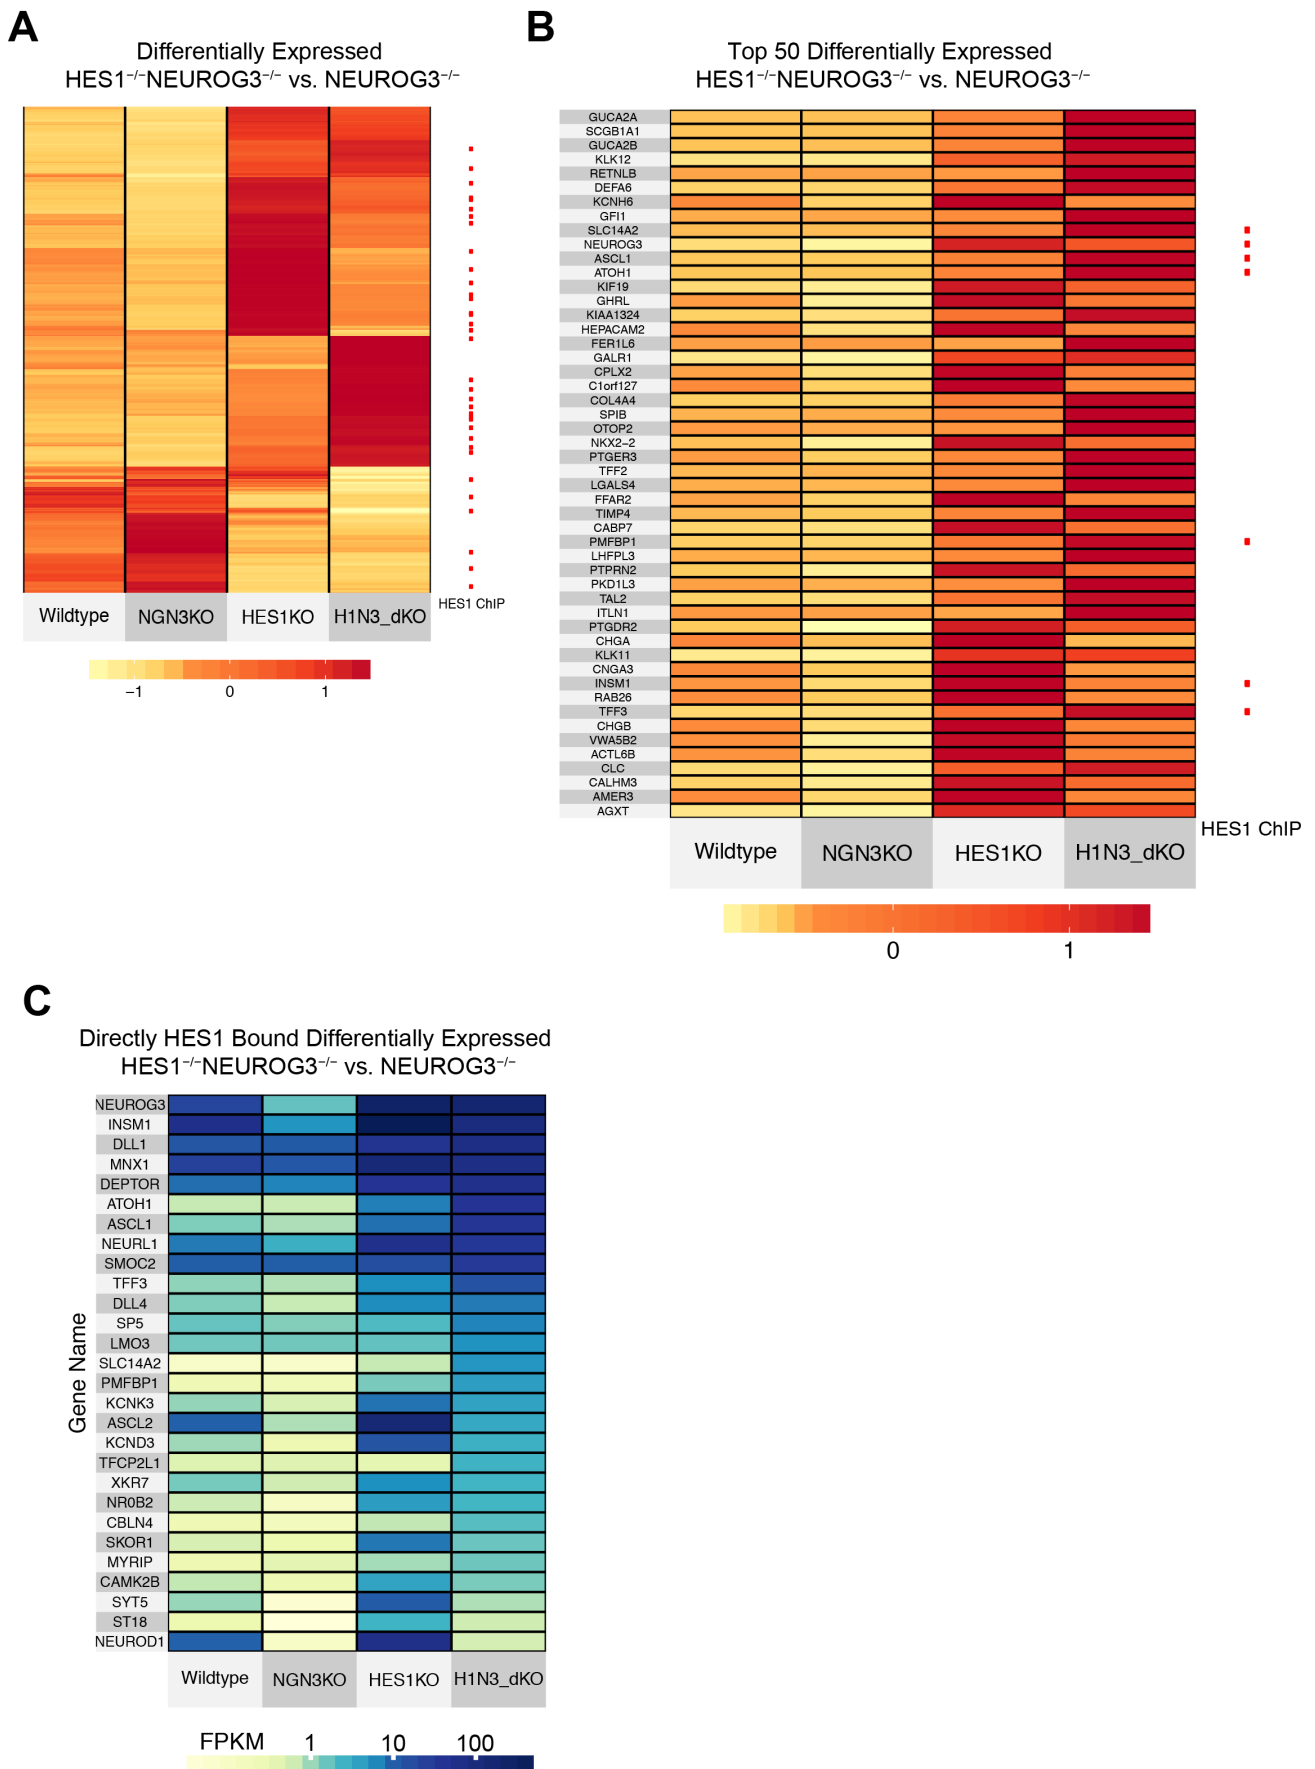 A
Differentially Expressed
HES1⁻/⁻NEUROG3⁻/⁻ vs. NEUROG3⁻/⁻
HES1 ChIP
Wildtype NGN3KO HES1KO H1N3_dKO
−1 0 1
B
Top 50 Differentially Expressed
HES1⁻/⁻NEUROG3⁻/⁻ vs. NEUROG3⁻/⁻
GUCA2A
SCGB1A1
GUCA2B
KLK12
RETNLB
DEFA6
KCNH6
GFI1
SLC14A2
NEUROG3
ASCL1
ATOH1
KIF19
GHRL
KIAA1324
HEPACAM2
FER1L6
GALR1
CPLX2
C1orf127
COL4A4
SPIB
OTOP2
NKX2−2
PTGER3
TFF2
LGALS4
FFAR2
TIMP4
CABP7
PMFBP1
LHFPL3
PTPRN2
PKD1L3
TAL2
ITLN1
PTGDR2
CHGA
KLK11
CNGA3
INSM1
RAB26
TFF3
CHGB
VWA5B2
ACTL6B
CLC
CALHM3
AMER3
AGXT
HES1 ChIP
Wildtype NGN3KO HES1KO H1N3_dKO
0 1
C
Directly HES1 Bound Differentially Expressed
HES1⁻/⁻NEUROG3⁻/⁻ vs. NEUROG3⁻/⁻
Gene Name
NEUROG3
INSM1
DLL1
MNX1
DEPTOR
ATOH1
ASCL1
NEURL1
SMOC2
TFF3
DLL4
SP5
LMO3
SLC14A2
PMFBP1
KCNK3
ASCL2
KCND3
TFCP2L1
XKR7
NR0B2
CBLN4
SKOR1
MYRIP
CAMK2B
SYT5
ST18
NEUROD1
Wildtype NGN3KO HES1KO H1N3_dKO
FPKM 1 10 100